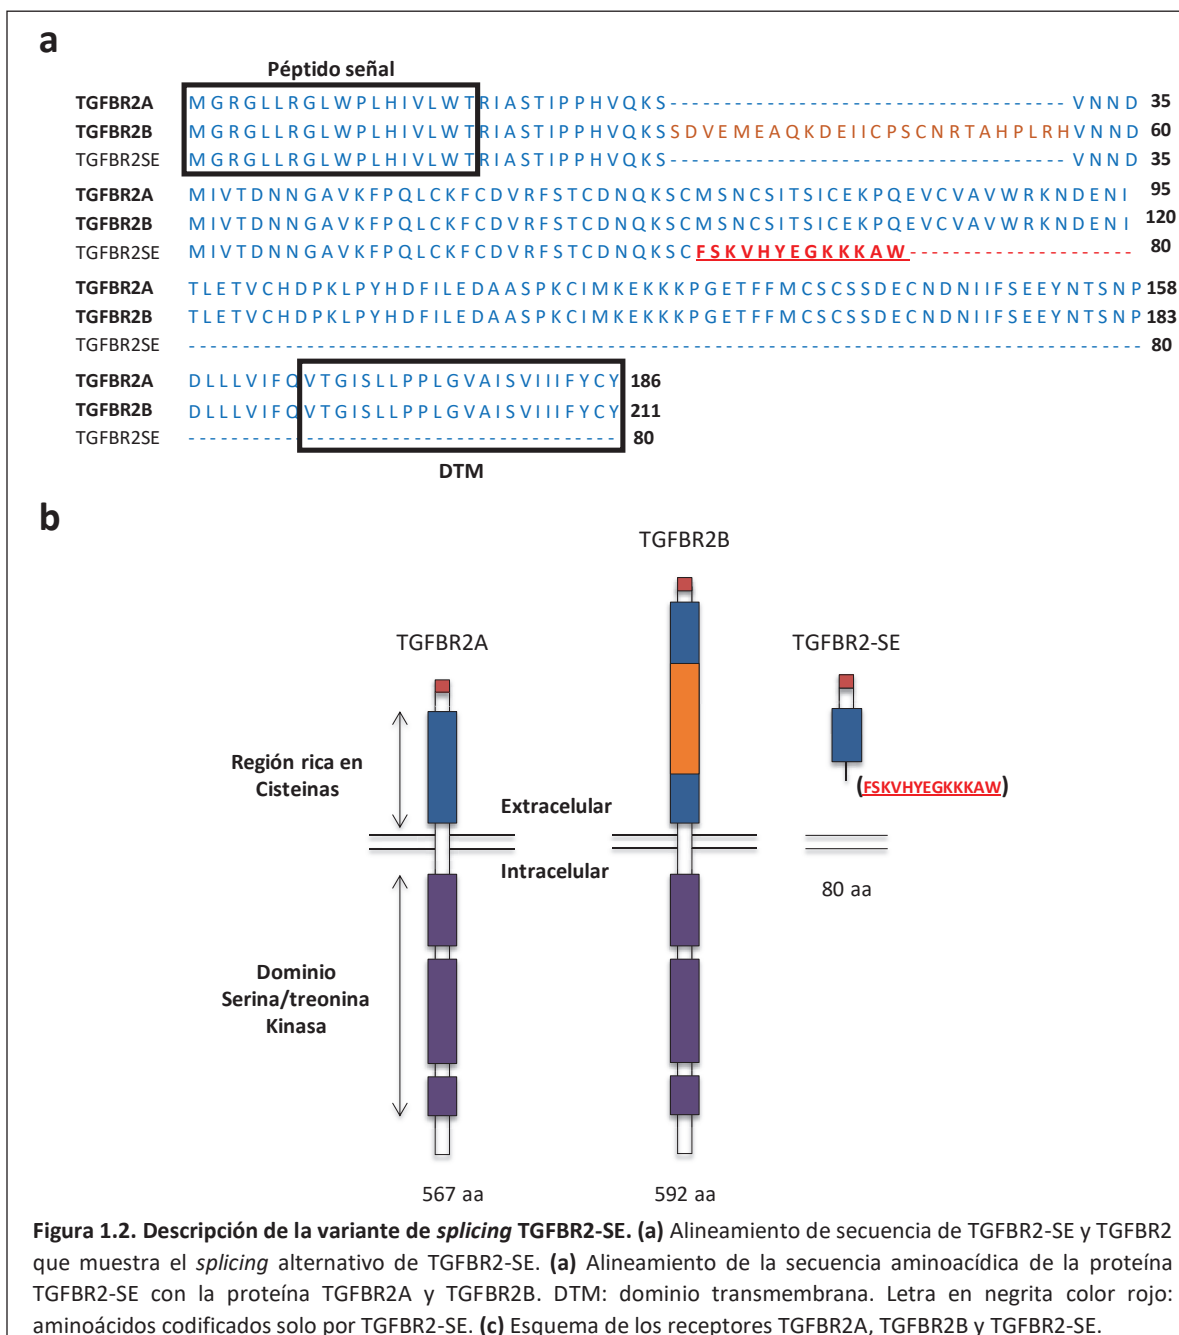 a
Péptido señal
TGFBR2A MGRGLLRGLWPLHIVLWTRIASTIPPHVQKS-----------------------------VNND 35
TGFBR2B MGRGLLRGLWPLHIVLWTRIASTIPPHVQKSSDVEMEAQKDEIICPSCNRTAHPLRHVNND 60
TGFBR2SE MGRGLLRGLWPLHIVLWTRIASTIPPHVQKS-----------------------------VNND 35
TGFBR2A MIVTDNNGAVKFPQLCKFCDVRFSTCDNQKSCMSNCSITSICEKPQEVCVAVWRKNDENI 95
TGFBR2B MIVTDNNGAVKFPQLCKFCDVRFSTCDNQKSCMSNCSITSICEKPQEVCVAVWRKNDENI 120
TGFBR2SE MIVTDNNGAVKFPQLCKFCDVRFSTCDNQKSCFSKVHYEGKKKAW-------------------- 80
TGFBR2A TLETVCHDPKLPYHDFILEDAASPKCIMKEKKKPGETFFMCSCSSDECNDNIIFSEEYNTSNP 158
TGFBR2B TLETVCHDPKLPYHDFILEDAASPKCIMKEKKKPGETFFMCSCSSDECNDNIIFSEEYNTSNP 183
TGFBR2SE ---------------------------------------------------------------- 80
TGFBR2A DLLLVIFQVTGISLLPPLGVAISVIIIFYCY 186
TGFBR2B DLLLVIFQVTGISLLPPLGVAISVIIIFYCY 211
TGFBR2SE --------------------------------------- 80
DTM
b
TGFBR2B
TGFBR2A
TGFBR2-SE
Región rica en
Cisteinas
(FSKVHYEGKKKAW)
Extracelular
Intracelular
80 aa
Dominio
Serina/treonina
Kinasa
567 aa
592 aa
Figura 1.2. Descripción de la variante de splicing TGFBR2-SE. (a) Alineamiento de secuencia de TGFBR2-SE y TGFBR2
que muestra el splicing alternativo de TGFBR2-SE. (a) Alineamiento de la secuencia aminoacídica de la proteína
TGFBR2-SE con la proteína TGFBR2A y TGFBR2B. DTM: dominio transmembrana. Letra en negrita color rojo:
aminoácidos codificados solo por TGFBR2-SE. (c) Esquema de los receptores TGFBR2A, TGFBR2B y TGFBR2-SE.